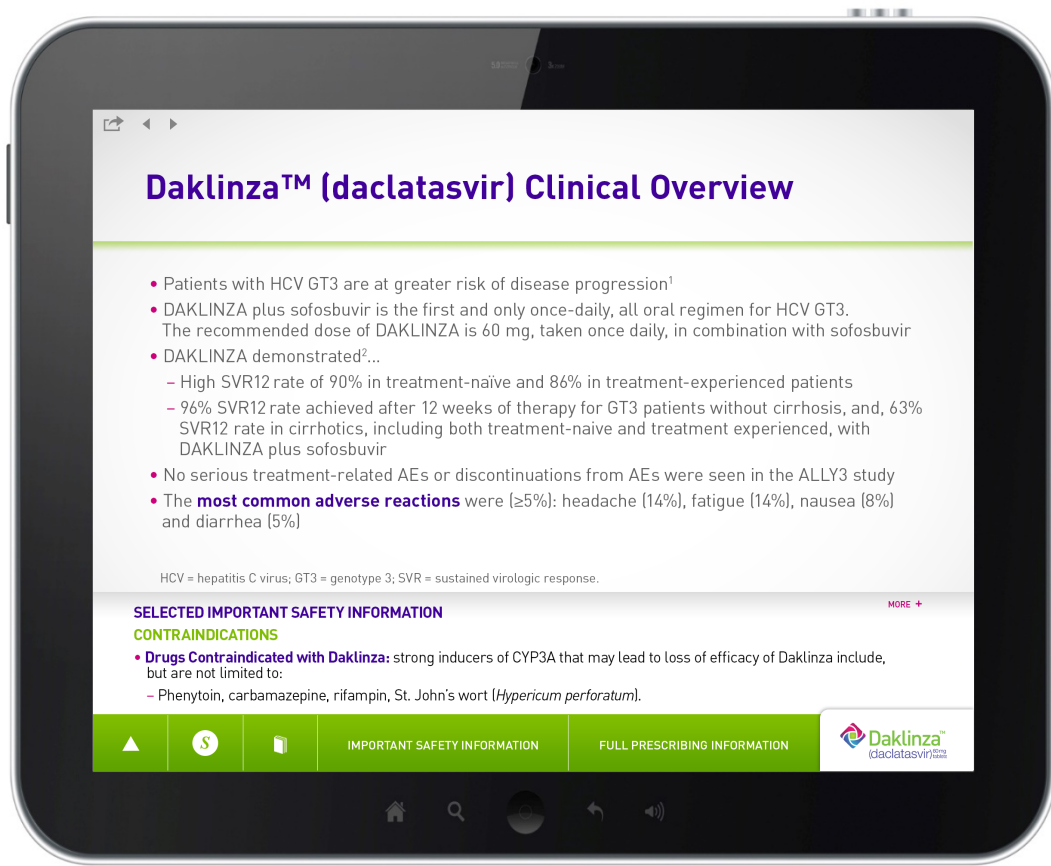 Daklinza™ (daclatasvir) Clinical Overview
• Patients with HCV GT3 are at greater risk of disease progression¹
• DAKLINZA plus sofosbuvir is the first and only once-daily, all oral regimen for HCV GT3.
The recommended dose of DAKLINZA is 60 mg, taken once daily, in combination with sofosbuvir
• DAKLINZA demonstrated²...
– High SVR12 rate of 90% in treatment-naïve and 86% in treatment-experienced patients
– 96% SVR12 rate achieved after 12 weeks of therapy for GT3 patients without cirrhosis, and, 63%
SVR12 rate in cirrhotics, including both treatment-naive and treatment experienced, with
DAKLINZA plus sofosbuvir
• No serious treatment-related AEs or discontinuations from AEs were seen in the ALLY3 study
• The most common adverse reactions were (≥5%): headache (14%), fatigue (14%), nausea (8%)
and diarrhea (5%)
HCV = hepatitis C virus; GT3 = genotype 3; SVR = sustained virologic response.
MORE +
SELECTED IMPORTANT SAFETY INFORMATION
CONTRAINDICATIONS
• Drugs Contraindicated with Daklinza: strong inducers of CYP3A that may lead to loss of efficacy of Daklinza include,
but are not limited to:
– Phenytoin, carbamazepine, rifampin, St. John's wort (Hypericum perforatum).
S
IMPORTANT SAFETY INFORMATION
FULL PRESCRIBING INFORMATION
Daklinza™
(daclatasvir) 60mg tablets